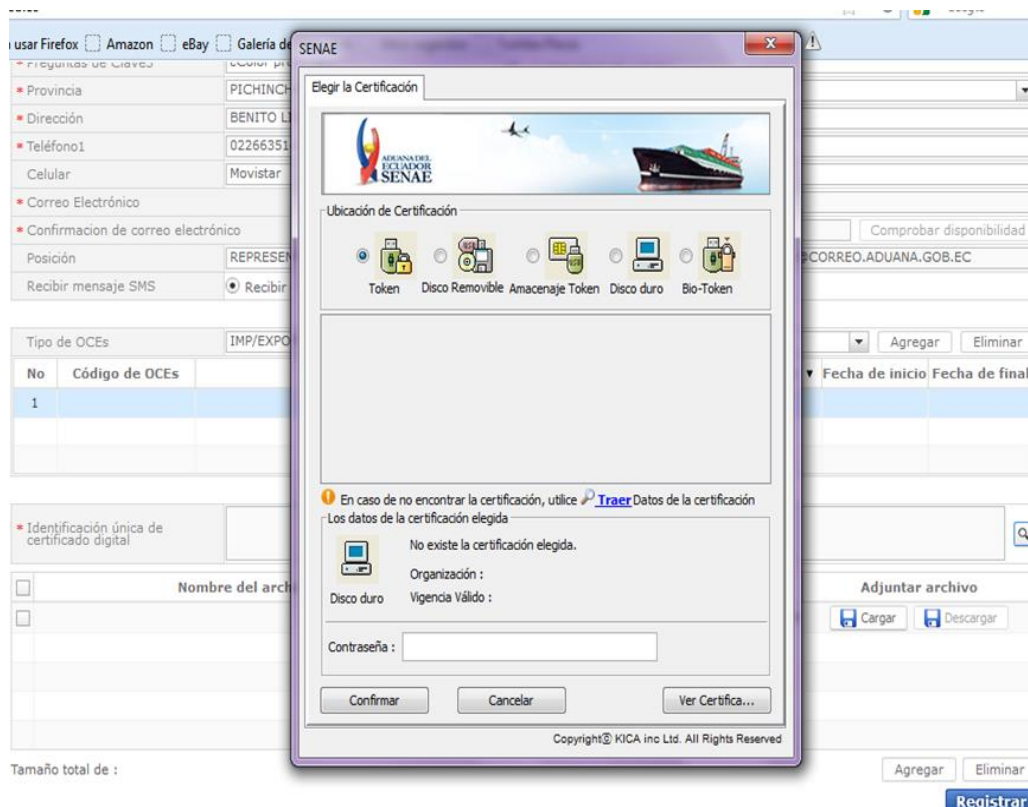 usar Firefox Amazon eBay Galería de
SENAE
Elegir la Certificación
* Preguntas de Claves
* Provincia PICHINCH
* Dirección BENITO L
* Teléfono1 02266351
Celular Movistar
* Correo Electrónico
* Confirmacion de correo electrónico Comprobar disponibilidad
Posición REPRESEN CORREO.ADUANA.GOB.EC
Recibir mensaje SMS Recibir
Tipo de OCEs IMP/EXPO Agregar Eliminar
No Código de OCEs Fecha de inicio Fecha de final
1
* Identificación única de
certificado digital
Nombre del arch Adjuntar archivo
Cargar Descargar
Tamaño total de : Agregar Eliminar
Registrar
ADUANA DEL
ECUADOR
SENAE
Ubicación de Certificación
Token Disco Removible Amacenaje Token Disco duro Bio-Token
En caso de no encontrar la certificación, utilice Traer Datos de la certificación
Los datos de la certificación elegida
No existe la certificación elegida.
Organización :
Disco duro Vigencia Válido :
Contraseña :
Confirmar Cancelar Ver Certifica...
Copyright© KICA inc Ltd. All Rights Reserved